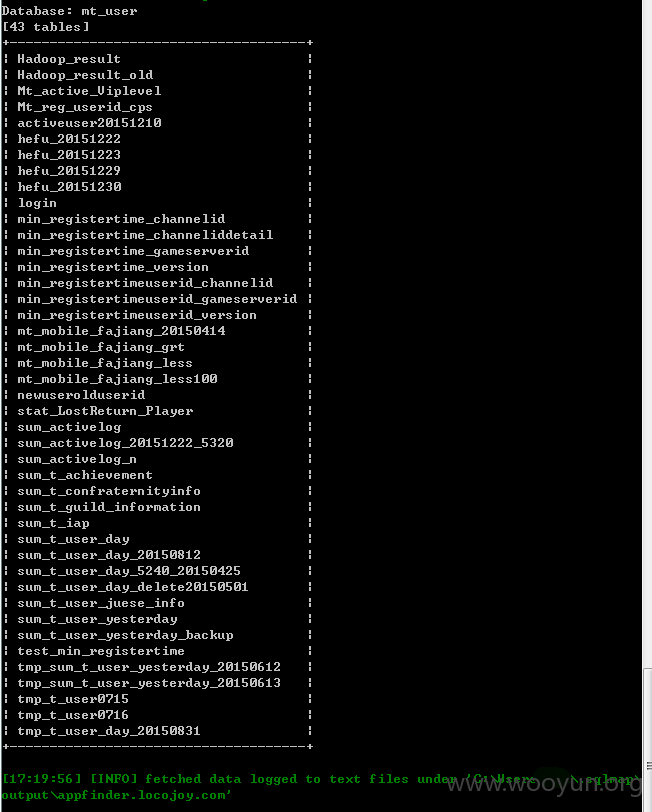 Database: mt_user
[43 tables]
+-------------------------------------+
¦ Hadoop_result ¦
¦ Hadoop_result_old ¦
¦ Mt_active_Viplevel ¦
¦ Mt_reg_userid_cps ¦
¦ activeuser20151210 ¦
¦ hefu_20151222 ¦
¦ hefu_20151223 ¦
¦ hefu_20151229 ¦
¦ hefu_20151230 ¦
¦ login ¦
¦ min_registertime_channelid ¦
¦ min_registertime_channeliddetail ¦
¦ min_registertime_gameserverid ¦
¦ min_registertime_version ¦
¦ min_registertimeuserid_channelid ¦
¦ min_registertimeuserid_gameserverid ¦
¦ min_registertimeuserid_version ¦
¦ mt_mobile_fajiang_20150414 ¦
¦ mt_mobile_fajiang_grt ¦
¦ mt_mobile_fajiang_less ¦
¦ mt_mobile_fajiang_less100 ¦
¦ newuserolduserid ¦
¦ stat_LostReturn_Player ¦
¦ sum_activelog ¦
¦ sum_activelog_20151222_5320 ¦
¦ sum_activelog_n ¦
¦ sum_t_achievement ¦
¦ sum_t_confraternityinfo ¦
¦ sum_t_guild_information ¦
¦ sum_t_iap ¦
¦ sum_t_user_day ¦
¦ sum_t_user_day_20150812 ¦
¦ sum_t_user_day_5240_20150425 ¦
¦ sum_t_user_day_delete20150501 ¦
¦ sum_t_user_juese_info ¦
¦ sum_t_user_yesterday ¦
¦ sum_t_user_yesterday_backup ¦
¦ test_min_registertime ¦
¦ tmp_sum_t_user_yesterday_20150612 ¦
¦ tmp_sum_t_user_yesterday_20150613 ¦
¦ tmp_t_user0715 ¦
¦ tmp_t_user0716 ¦
¦ tmp_t_user_day_20150831 ¦
+-------------------------------------+
[17:19:56] [INFO] fetched data logged to text files under 'C:\Users \.sqlmap\
output\appfinder.locojoy.com'
www.wooyun.org